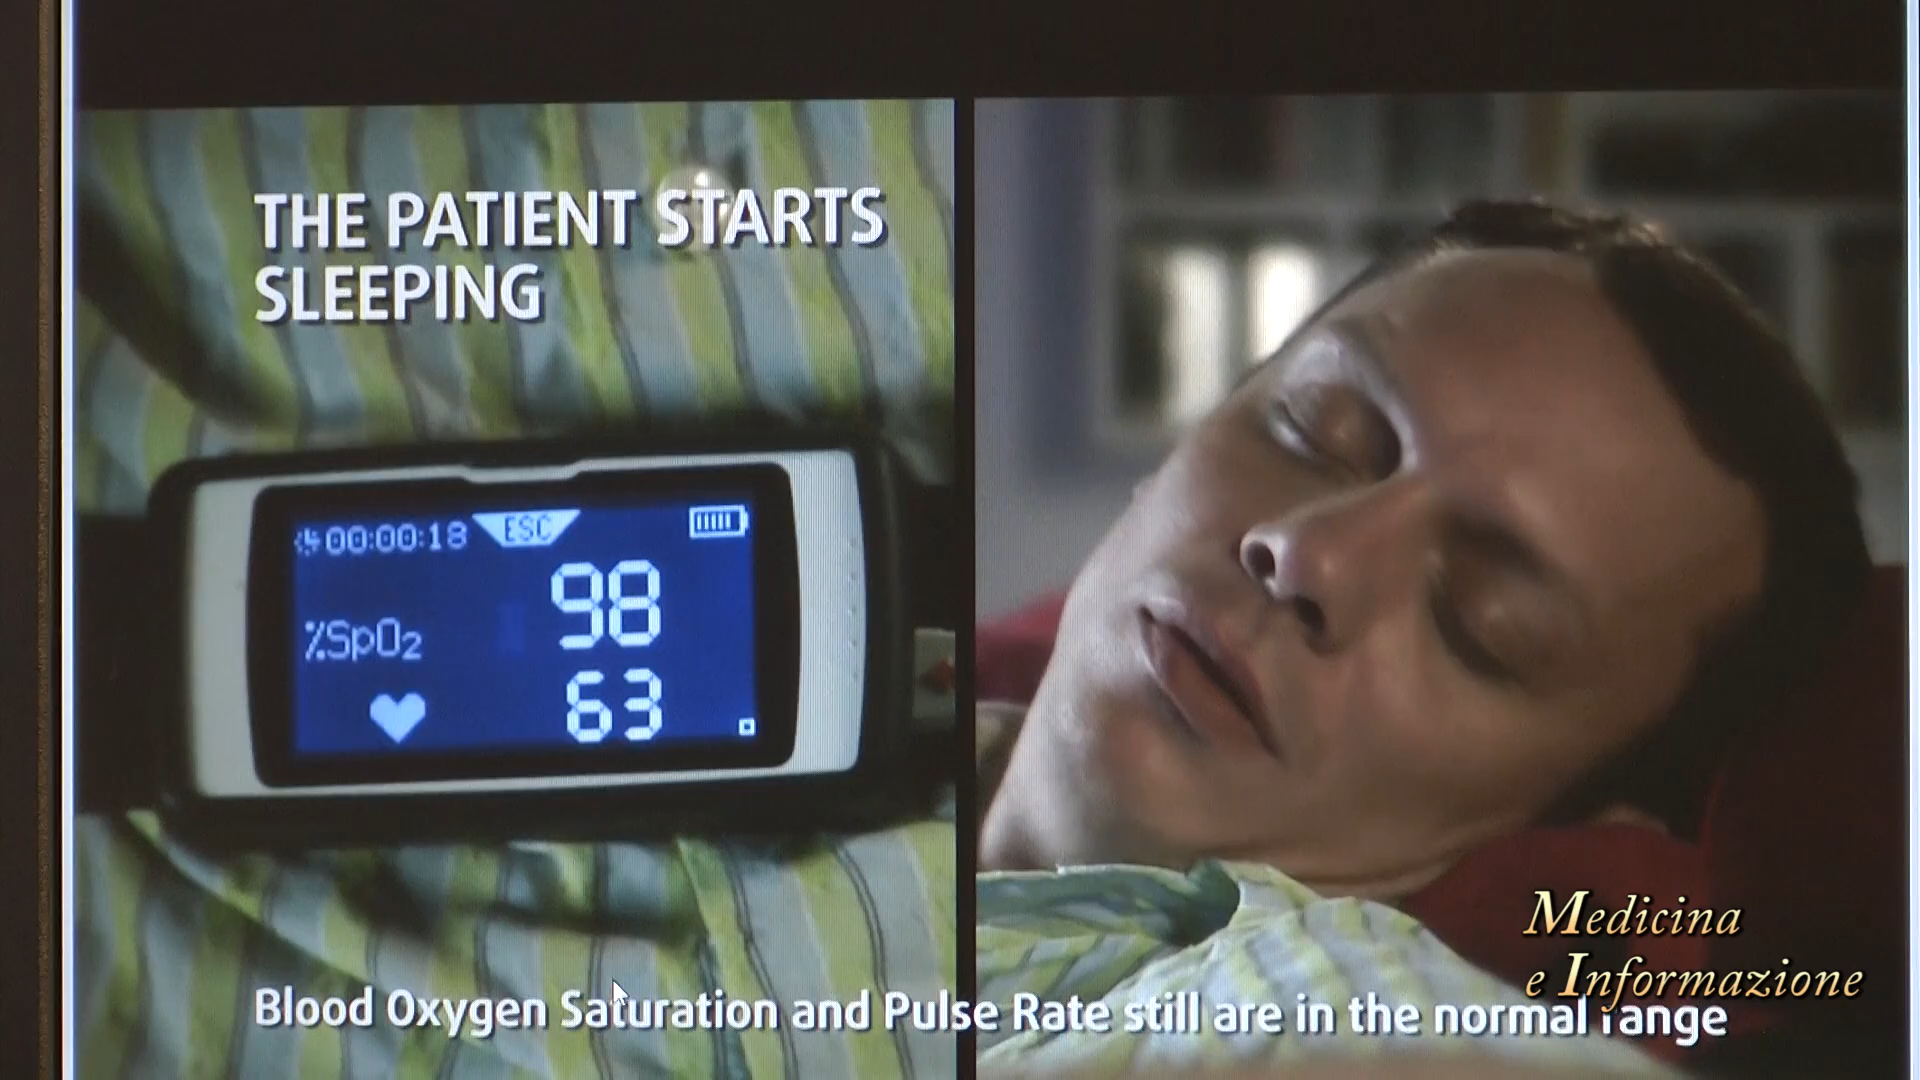 THE PATIENT STARTS
SLEEPING
00:00:18
ESC
%SpO2
98
63
Blood Oxygen Saturation and Pulse Rate still are in the normal range
Medicina
e Informazione